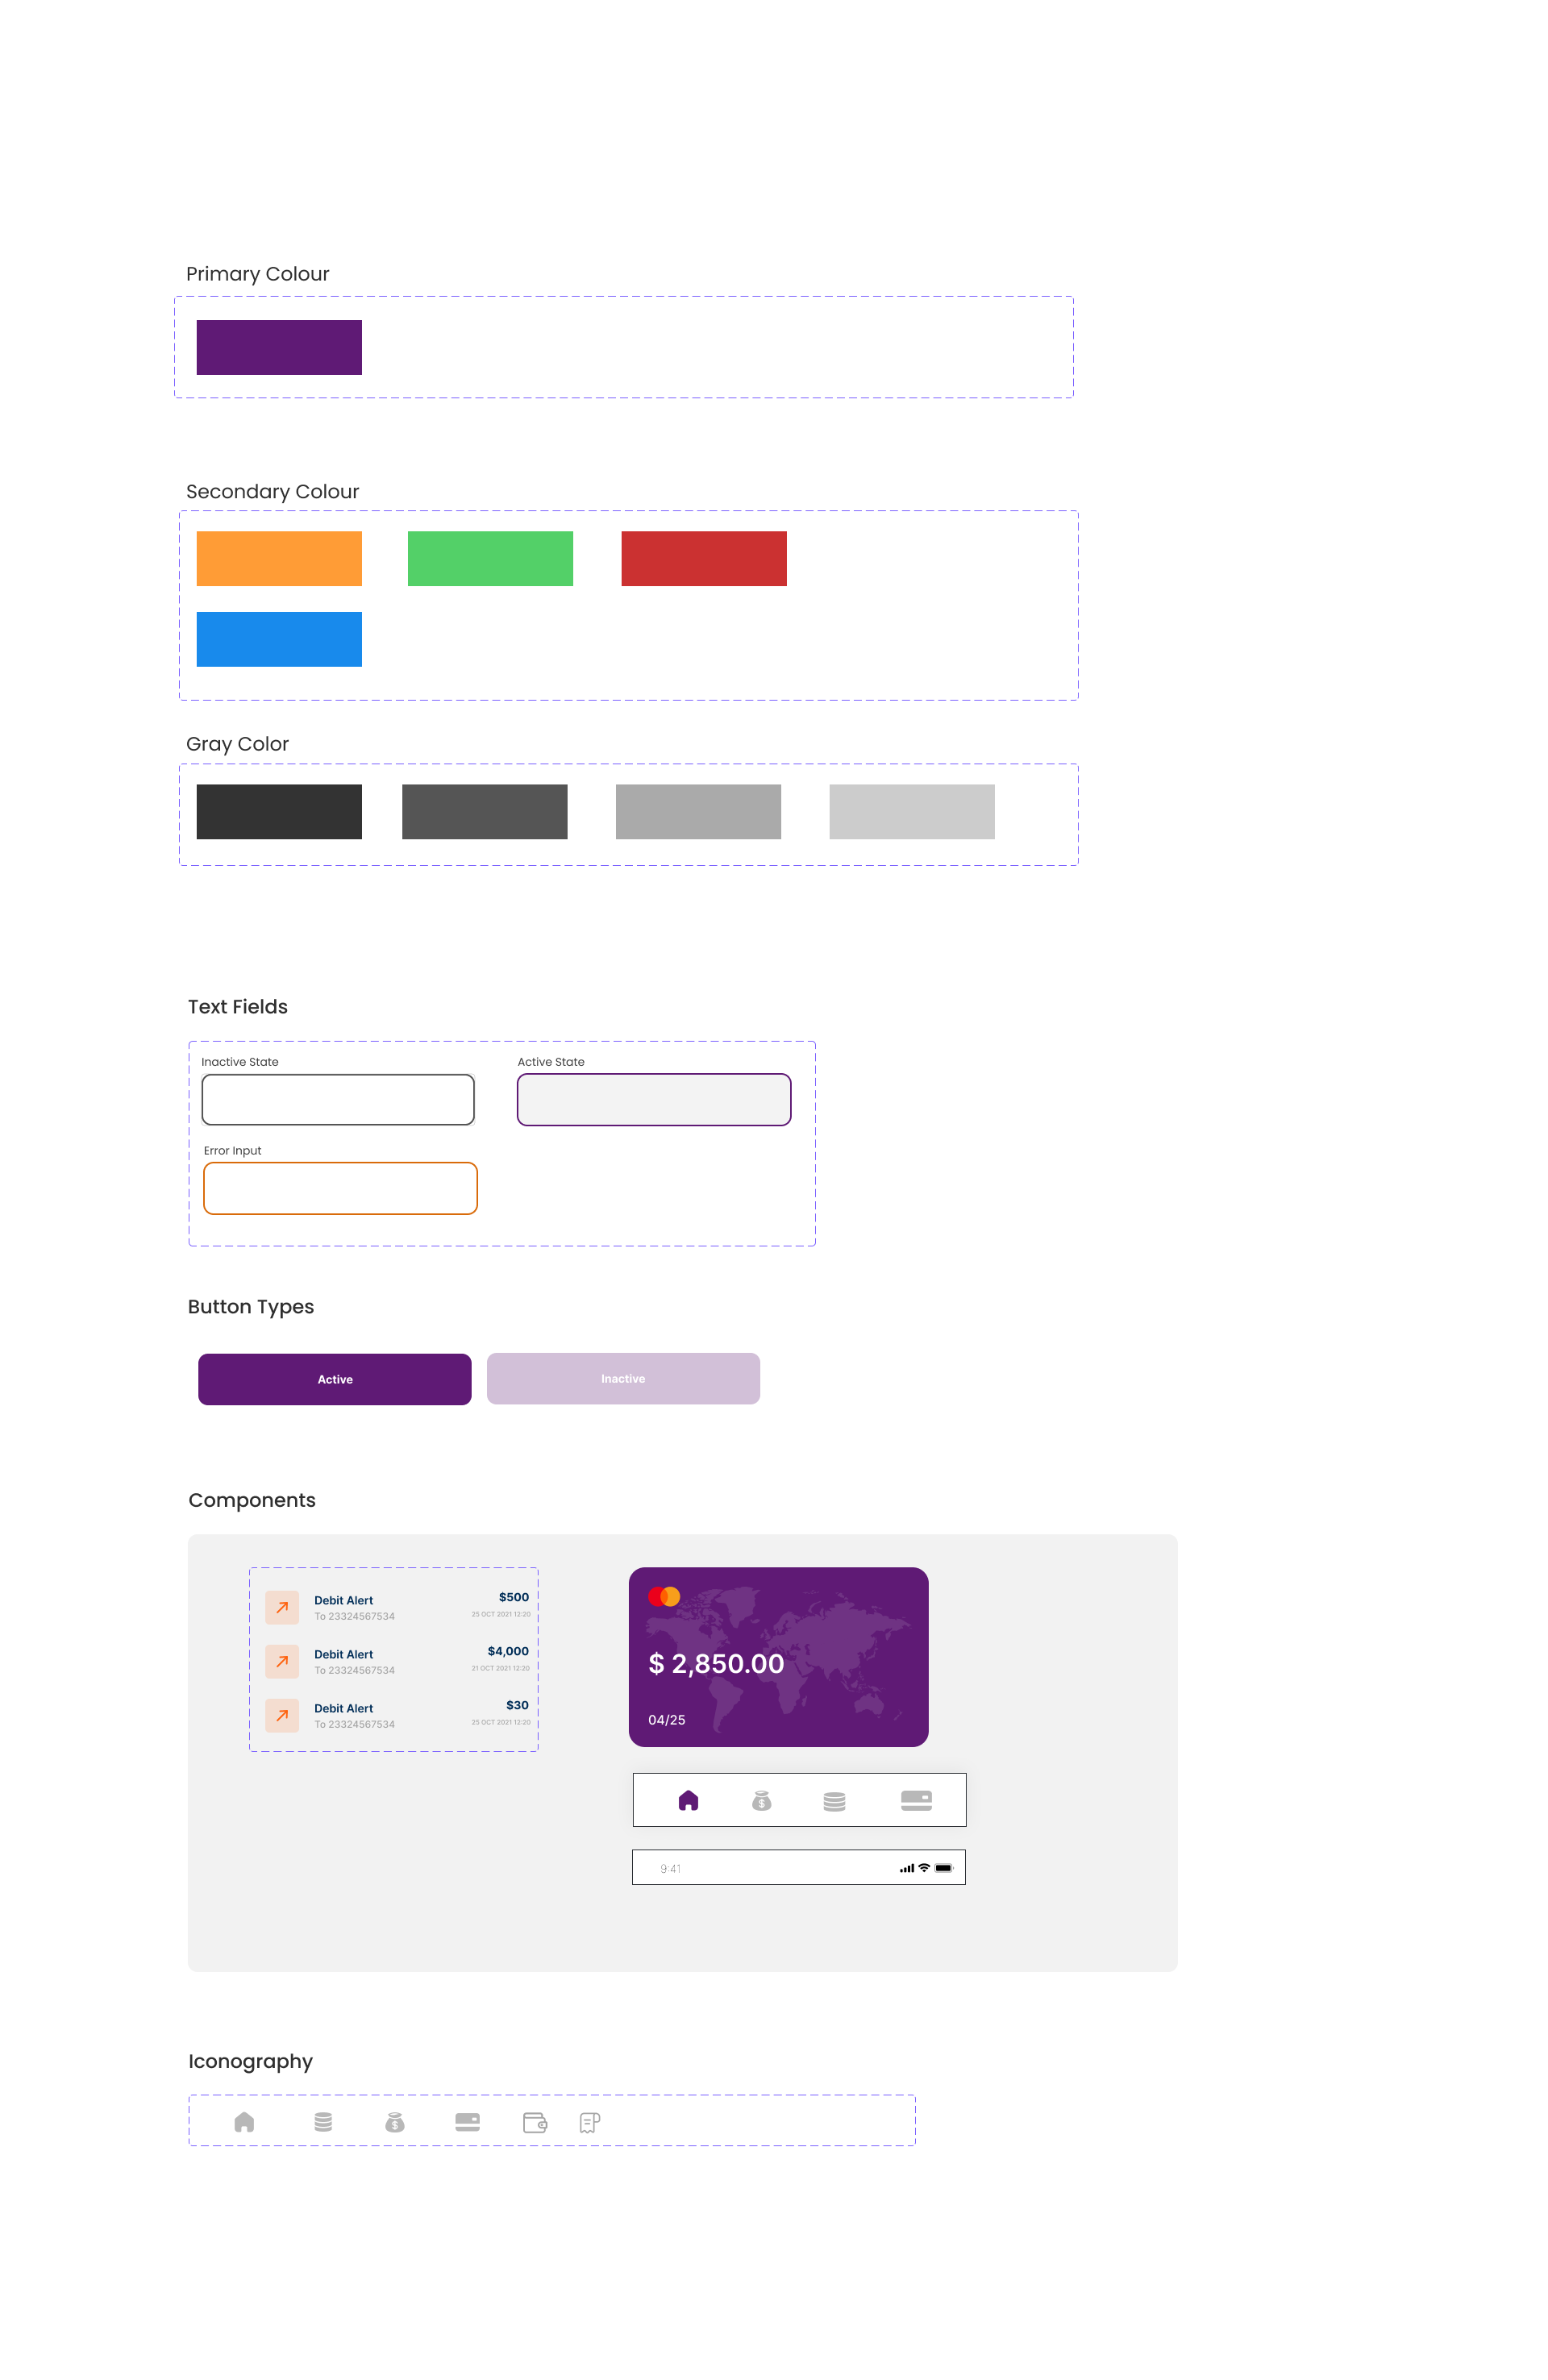 Primary Colour
Secondary Colour
Gray Color
Text Fields
Inactive State
Active State
Error Input
Button Types
Active
Inactive
Components
Debit Alert
$500
To 23324567534
25 OCT 2021 12:20
Debit Alert
$4,000
To 23324567534
21 OCT 2021 12:20
Debit Alert
$30
To 23324567534
25 OCT 2021 12:20
$ 2,850.00
04/25
$
9:41
Iconography
$